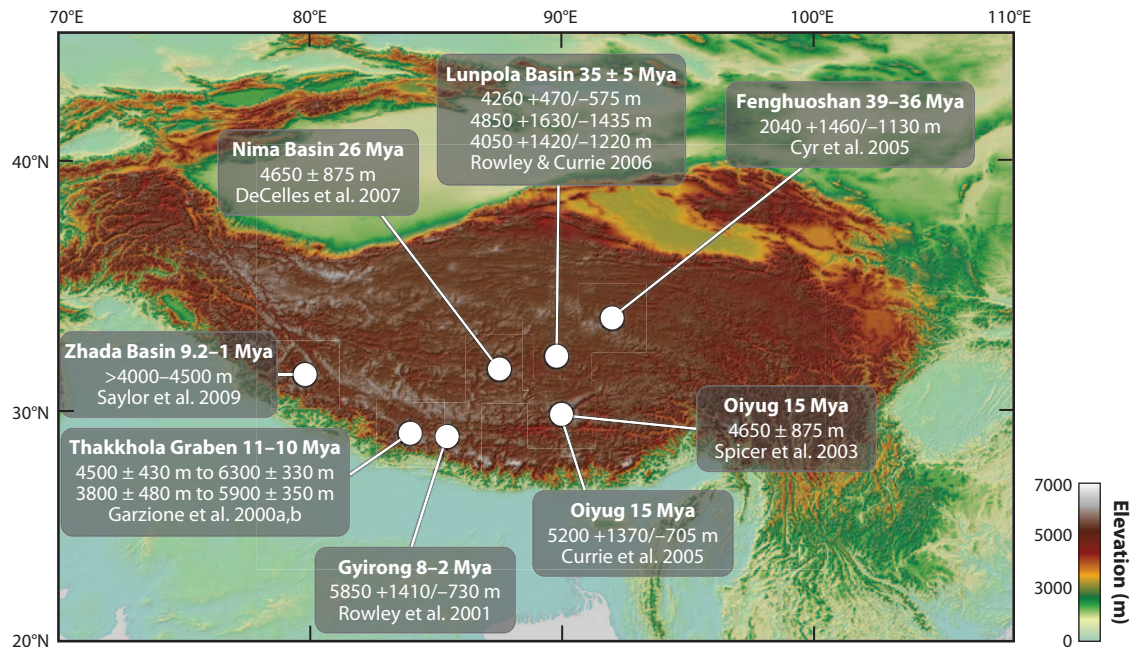 70°E
80°E
90°E
100°E
110°E
40°N
30°N
20°N
Lunpola Basin 35 ± 5 Mya
4260 +470/–575 m
4850 +1630/–1435 m
4050 +1420/–1220 m
Rowley & Currie 2006
Fenghuoshan 39–36 Mya
2040 +1460/–1130 m
Cyr et al. 2005
Nima Basin 26 Mya
4650 ± 875 m
DeCelles et al. 2007
Zhada Basin 9.2–1 Mya
>4000–4500 m
Saylor et al. 2009
Thakkhola Graben 11–10 Mya
4500 ± 430 m to 6300 ± 330 m
3800 ± 480 m to 5900 ± 350 m
Garzione et al. 2000a,b
Oiyug 15 Mya
4650 ± 875 m
Spicer et al. 2003
Oiyug 15 Mya
5200 +1370/–705 m
Currie et al. 2005
Gyirong 8–2 Mya
5850 +1410/–730 m
Rowley et al. 2001
7000
5000
3000
0
Elevation (m)